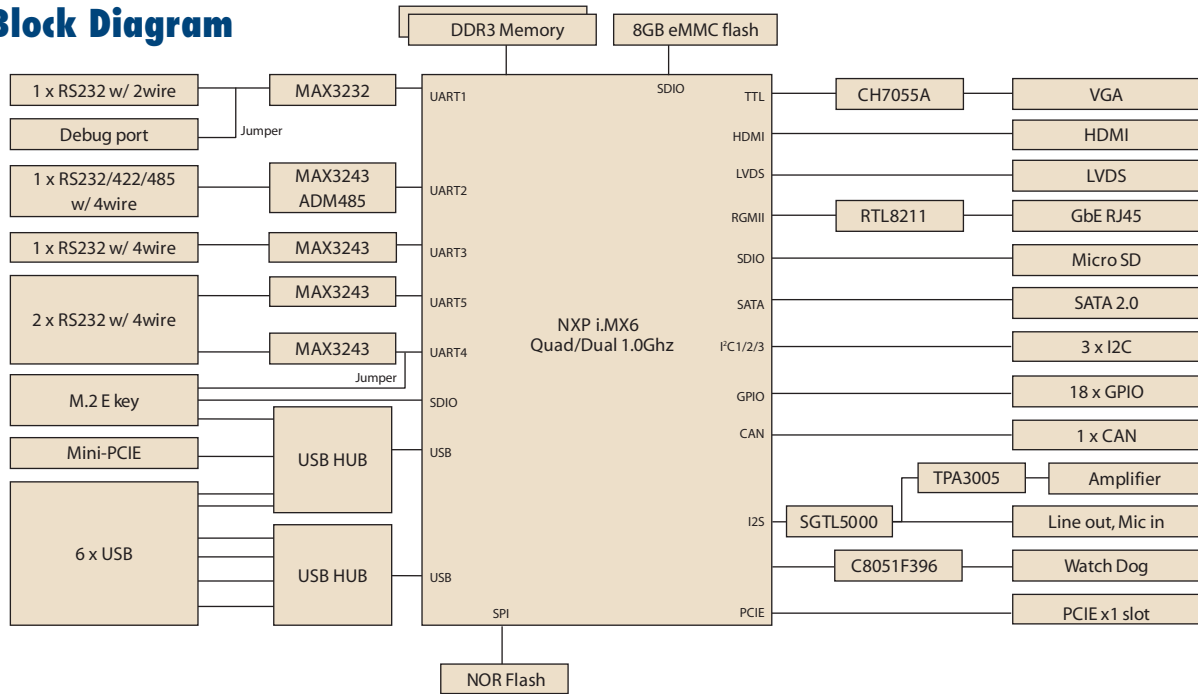 Block Diagram
DDR3 Memory
8GB eMMC flash
1 x RS232 w/ 2wire
MAX3232
UART1
SDIO
TTL
CH7055A
VGA
Debug port
Jumper
HDMI
HDMI
1 x RS232/422/485
w/ 4wire
MAX3243
ADM485
UART2
LVDS
LVDS
RGMII
RTL8211
GbE RJ45
1 x RS232 w/ 4wire
MAX3243
UART3
SDIO
Micro SD
2 x RS232 w/ 4wire
MAX3243
UART5
SATA
SATA 2.0
NXP i.MX6
Quad/Dual 1.0Ghz
MAX3243
UART4
I²C1/2/3
3 x I2C
Jumper
M.2 E key
SDIO
GPIO
18 x GPIO
Mini-PCIE
USB HUB
USB
CAN
1 x CAN
TPA3005
Amplifier
I2S
SGTL5000
Line out, Mic in
6 x USB
USB HUB
USB
C8051F396
Watch Dog
SPI
PCIE
PCIE x1 slot
NOR Flash